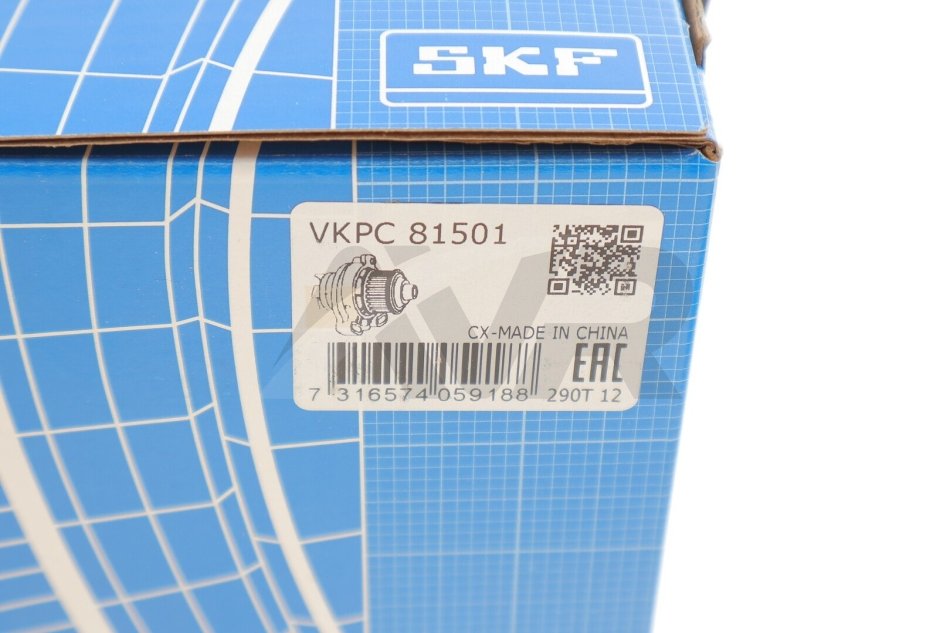 SKF
VKPC 81501
CX-MADE IN CHINA
EAC
7 316574 059188 290T 12